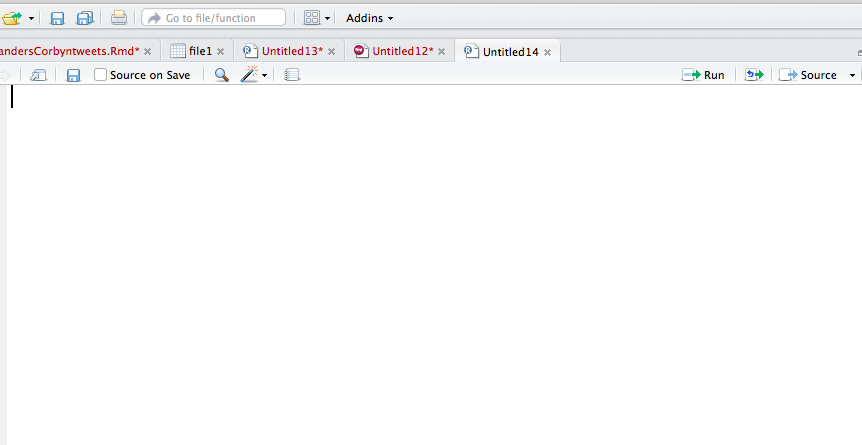 Go to file/function Addins
andersCorbyntweets.Rmd* file1 Untitled13* Untitled12* Untitled14
Source on Save Run Source